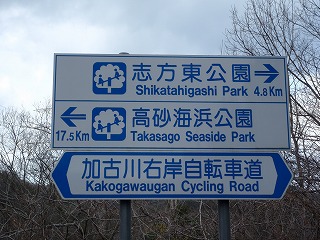 志方東公園
Shikatahigashi Park 4.8Km
高砂海浜公園
17.5Km Takasago Seaside Park
加古川右岸自転車道
Kakogawaugan Cycling Road